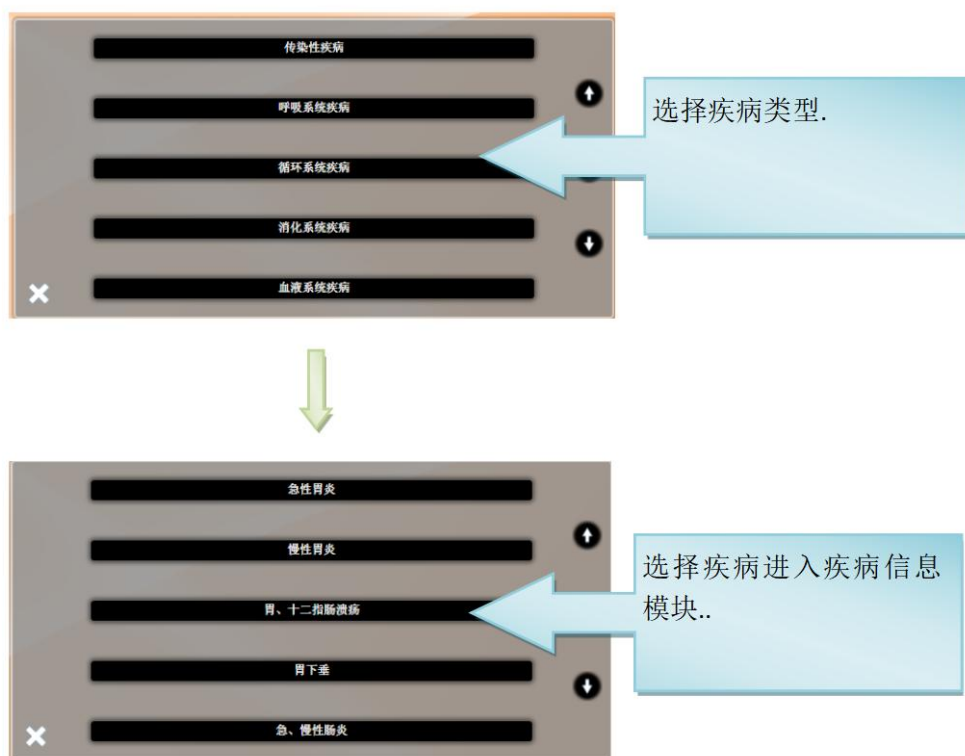 传染性疾病
呼吸系统疾病
选择疾病类型.
循环系统疾病
消化系统疾病
血液系统疾病
急性胃炎
慢性胃炎
选择疾病进入疾病信息
模块..
胃、十二指肠溃疡
胃下垂
急、慢性肠炎